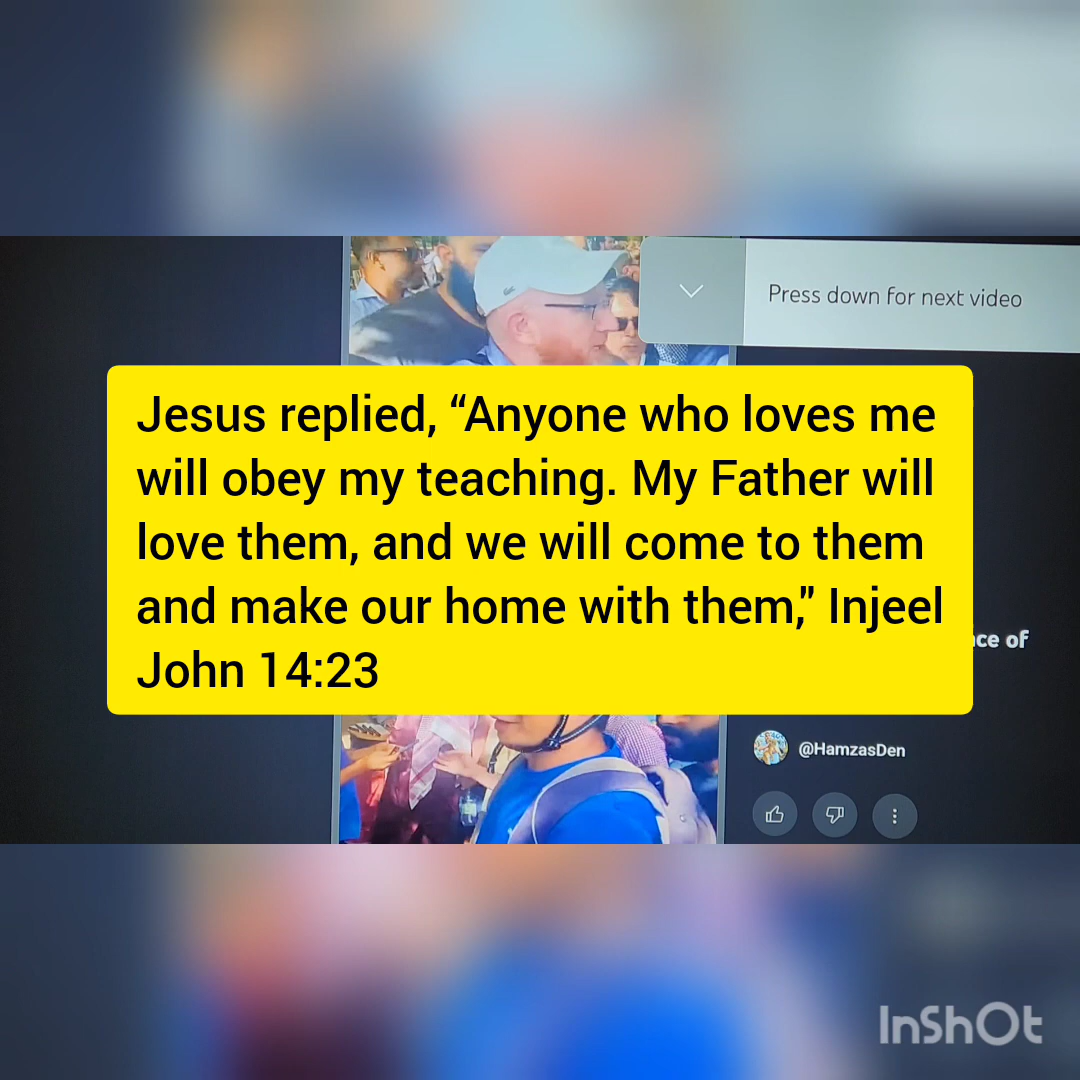 Press down for next video
Jesus replied, “Anyone who loves me
will obey my teaching. My Father will
love them, and we will come to them
and make our home with them," Injeel
John 14:23
ce of
@HamzasDen
InShOt